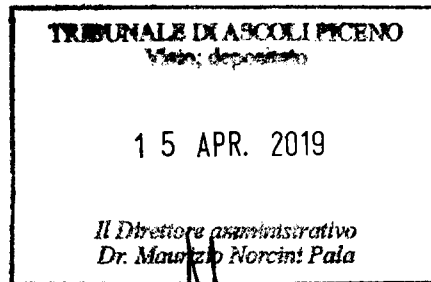 TRIBUNALE DI ASCOLI PICENO
Visto; depositato
15 APR. 2019
Il Direttore amministrativo
Dr. Maurizio Norcini Pala